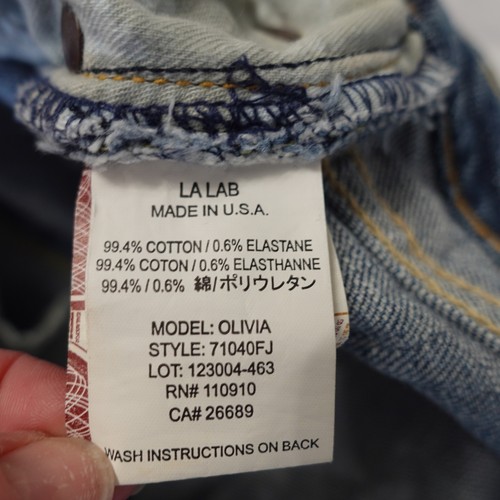 LA LAB
MADE IN U.S.A.
99.4% COTTON / 0.6% ELASTANE
99.4% COTON / 0.6% ELASTHANNE
99.4% / 0.6% 綿/ポリウレタン
MODEL: OLIVIA
STYLE: 71040FJ
LOT: 123004-463
RN# 110910
CA# 26689
WASH INSTRUCTIONS ON BACK